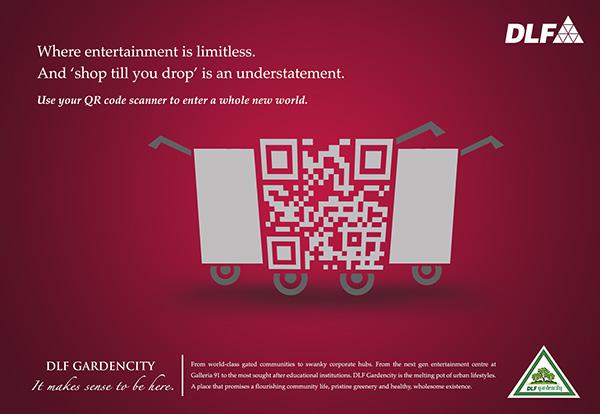 DLF
Where entertainment is limitless.
And ‘shop till you drop’ is an understatement.
Use your QR code scanner to enter a whole new world.
DLF GARDENCITY
It makes sense to be here.
From world-class gated communities to swanky corporate hubs. From the next gen entertainment centre at
Galleria 91 to the most sought after educational institutions. DLF Gardencity is the melting pot of urban lifestyles.
A place that promises a flourishing community life, pristine greenery and healthy, wholesome existence.
DLF